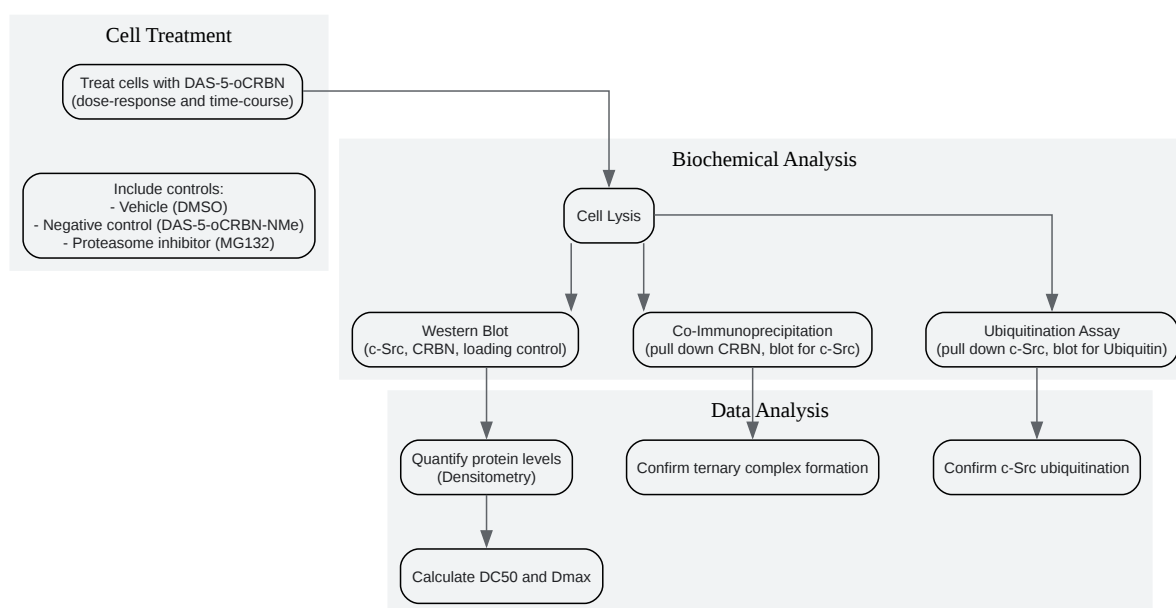 Cell Treatment
Treat cells with DAS-5-oCRBN
(dose-response and time-course)
Include controls:
- Vehicle (DMSO)
- Negative control (DAS-5-oCRBN-NMe)
- Proteasome inhibitor (MG132)
Biochemical Analysis
Cell Lysis
Western Blot
(c-Src, CRBN, loading control)
Co-Immunoprecipitation
(pull down CRBN, blot for c-Src)
Ubiquitination Assay
(pull down c-Src, blot for Ubiquitin)
Data Analysis
Quantify protein levels
(Densitometry)
Confirm ternary complex formation
Confirm c-Src ubiquitination
Calculate DC50 and Dmax